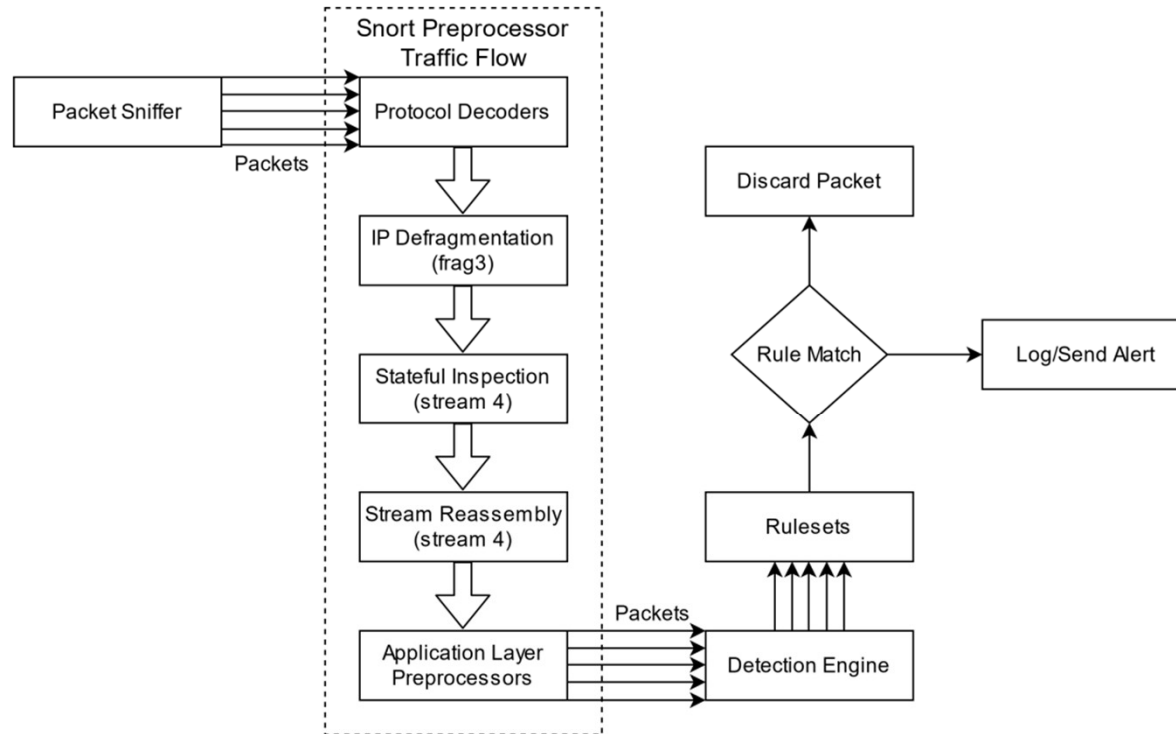 Snort Preprocessor
Traffic Flow
Packet Sniffer
Packets
Protocol Decoders
IP Defragmentation
(frag3)
Stateful Inspection
(stream 4)
Stream Reassembly
(stream 4)
Application Layer
Preprocessors
Packets
Detection Engine
Rulesets
Rule Match
Discard Packet
Log/Send Alert